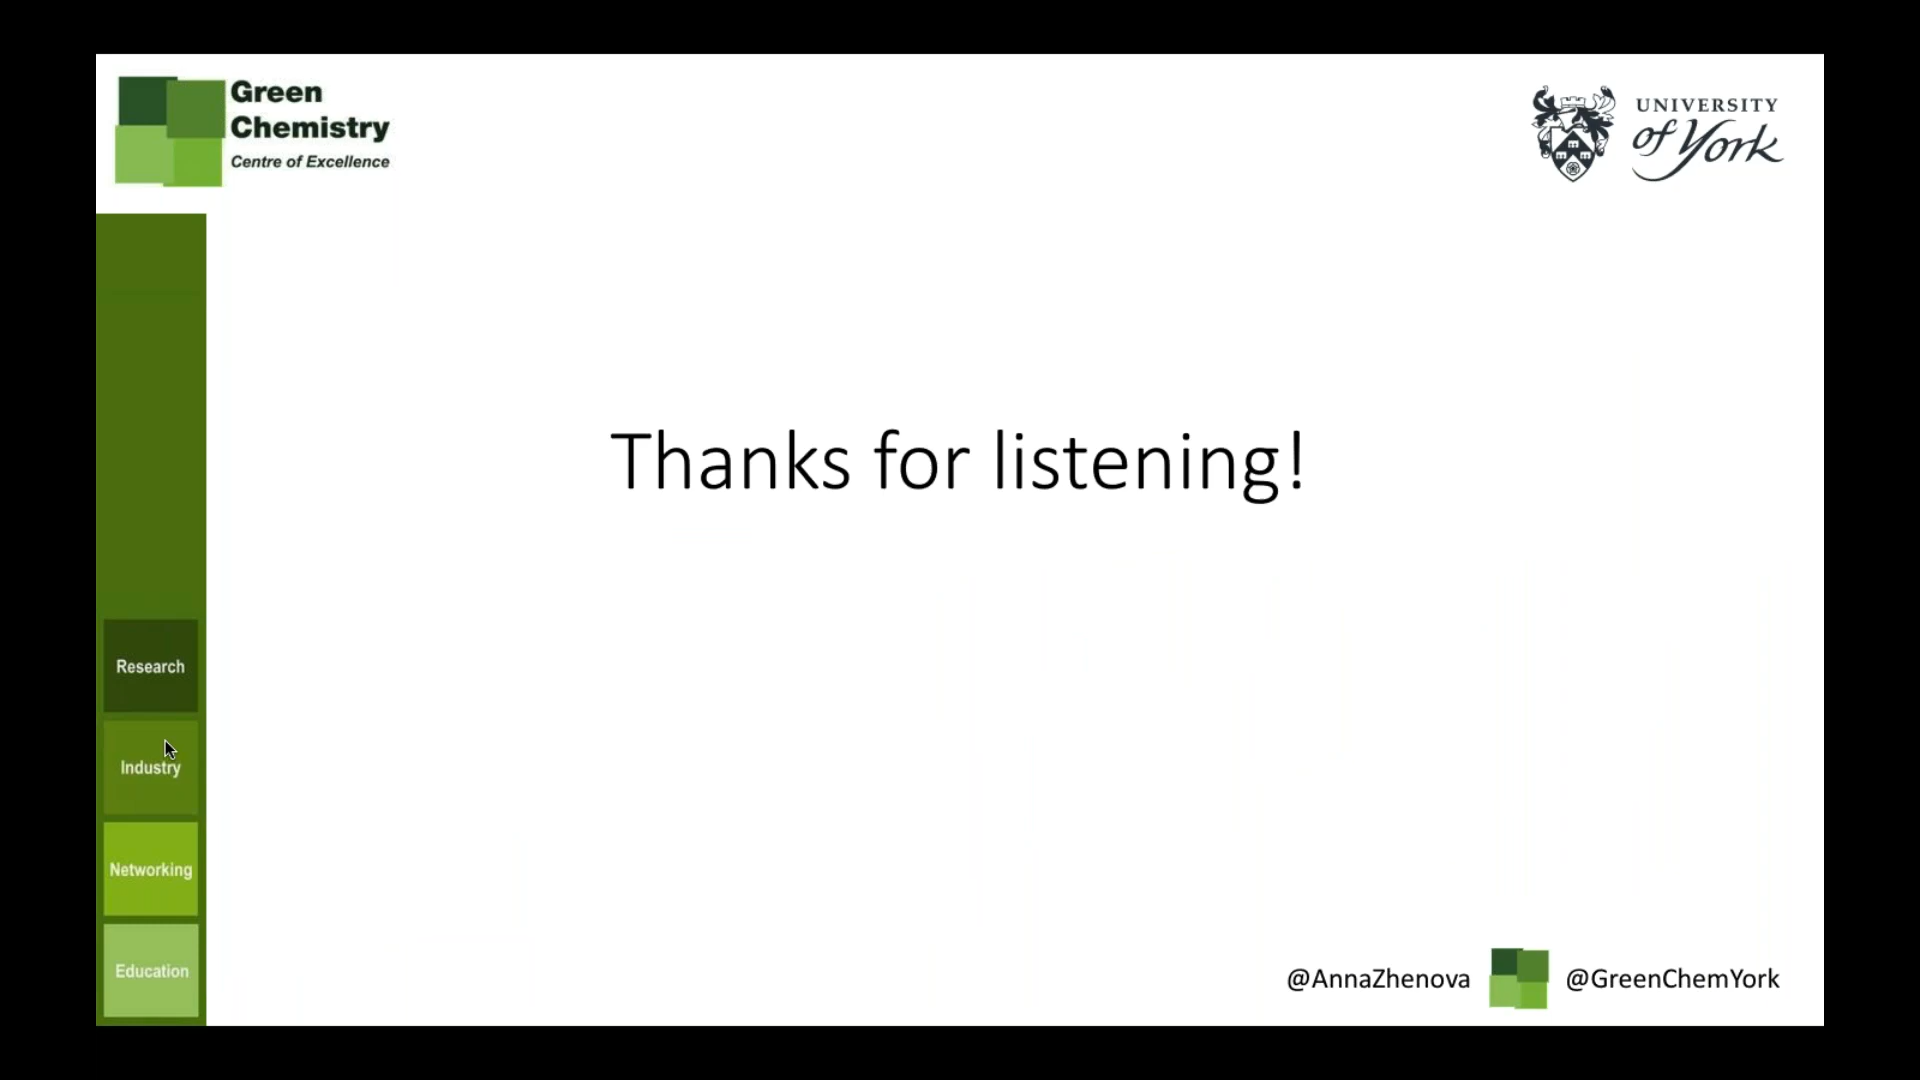 Green
Chemistry
Centre of Excellence
UNIVERSITY
of York
Thanks for listening!
Research
Industry
Networking
Education
@AnnaZhenova
@GreenChemYork